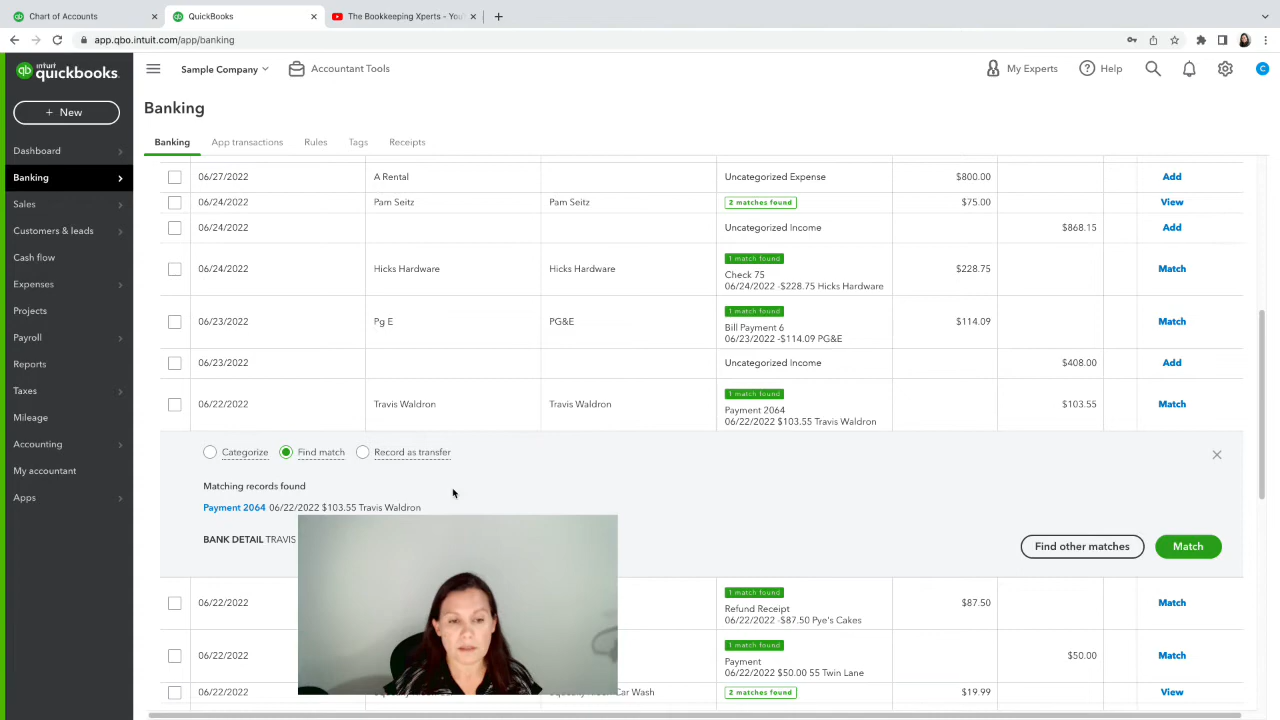 Chart of Accounts
QuickBooks
The Bookkeeping Xperts - You
app.qbo.intuit.com/app/banking
intuit
quickbooks.
Sample Company
Accountant Tools
My Experts
Help
C
+ New
Dashboard
Banking
Sales
Customers & leads
Cash flow
Expenses
Projects
Payroll
Reports
Taxes
Mileage
Accounting
My accountant
Apps
Banking
Banking App transactions Rules Tags Receipts
06/27/2022 A Rental Uncategorized Expense $800.00 Add
06/24/2022 Pam Seitz Pam Seitz 2 matches found $75.00 View
06/24/2022 Uncategorized Income $868.15 Add
1 match found
06/24/2022 Hicks Hardware Hicks Hardware Check 75 $228.75 Match
06/24/2022 -$228.75 Hicks Hardware
1 match found
06/23/2022 Pg E PG&E Bill Payment 6 $114.09 Match
06/23/2022 -$114.09 PG&E
06/23/2022 Uncategorized Income $408.00 Add
1 match found
06/22/2022 Travis Waldron Travis Waldron Payment 2064 $103.55 Match
06/22/2022 $103.55 Travis Waldron
Categorize Find match Record as transfer
Matching records found
Payment 2064 06/22/2022 $103.55 Travis Waldron
BANK DETAIL TRAVIS
Find other matches Match
1 match found
06/22/2022 Refund Receipt $87.50 Match
06/22/2022 -$87.50 Pye's Cakes
1 match found
06/22/2022 Payment $50.00 Match
06/22/2022 $50.00 55 Twin Lane
06/22/2022 Car Wash 2 matches found $19.99 View